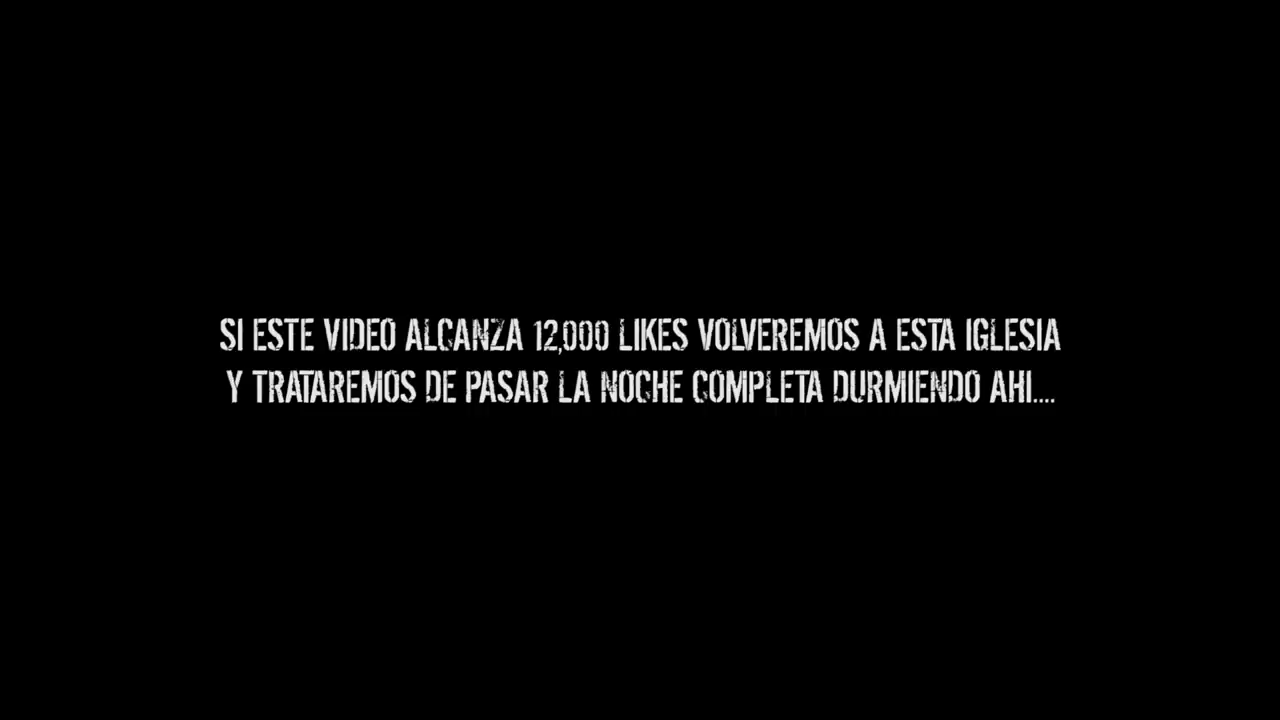 SI ESTE VIDEO ALCANZA 12,000 LIKES VOLVEREMOS A ESTA IGLESIA
Y TRATAREMOS DE PASAR LA NOCHE COMPLETA DURMIENDO AHI....